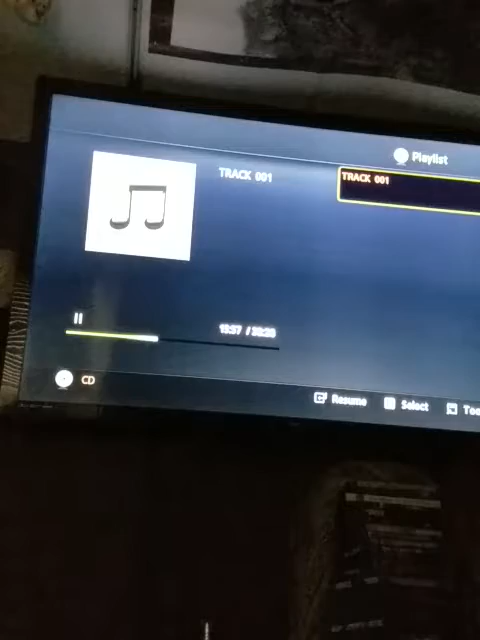 Playlist
TRACK 001
TRACK 001
CD
Resume
Select